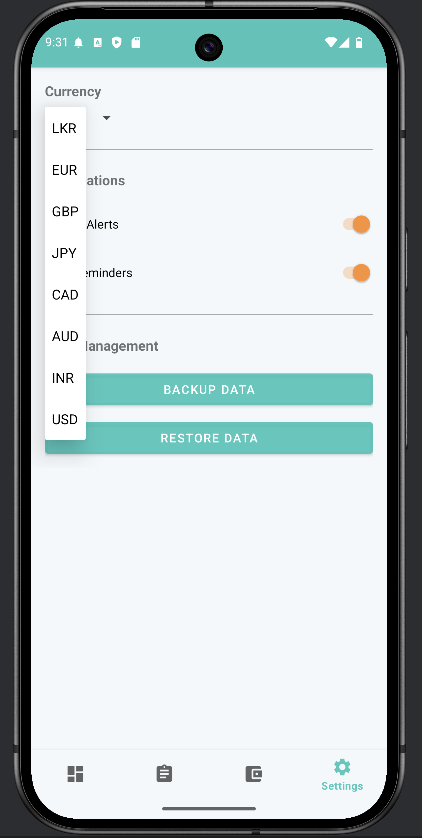 9:31
Currency
LKR
EUR
ations
GBP
Alerts
JPY
eminders
CAD
AUD
anagement
INR
BACKUP DATA
USD
RESTORE DATA
Settings